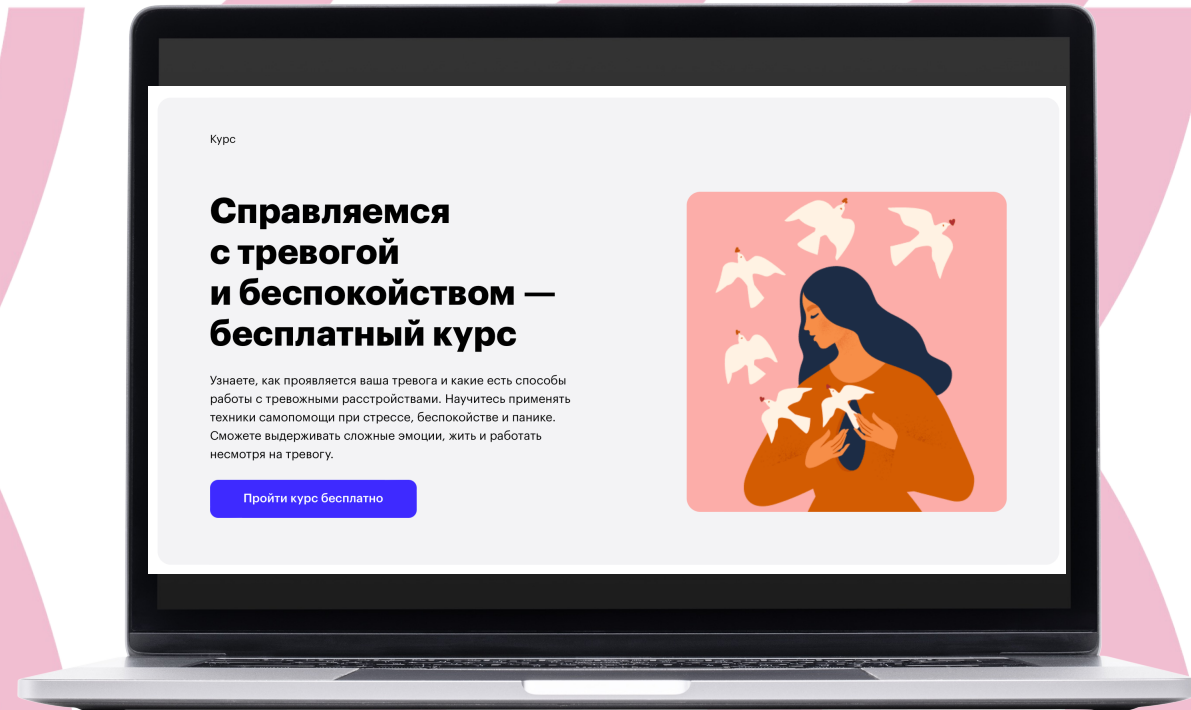 Курс
Справляемся
с тревогой
и беспокойством —
бесплатный курс
Узнаете, как проявляется ваша тревога и какие есть способы
работы с тревожными расстройствами. Научитесь применять
техники самопомощи при стрессе, беспокойстве и панике.
Сможете выдерживать сложные эмоции, жить и работать
несмотря на тревогу.
Пройти курс бесплатно